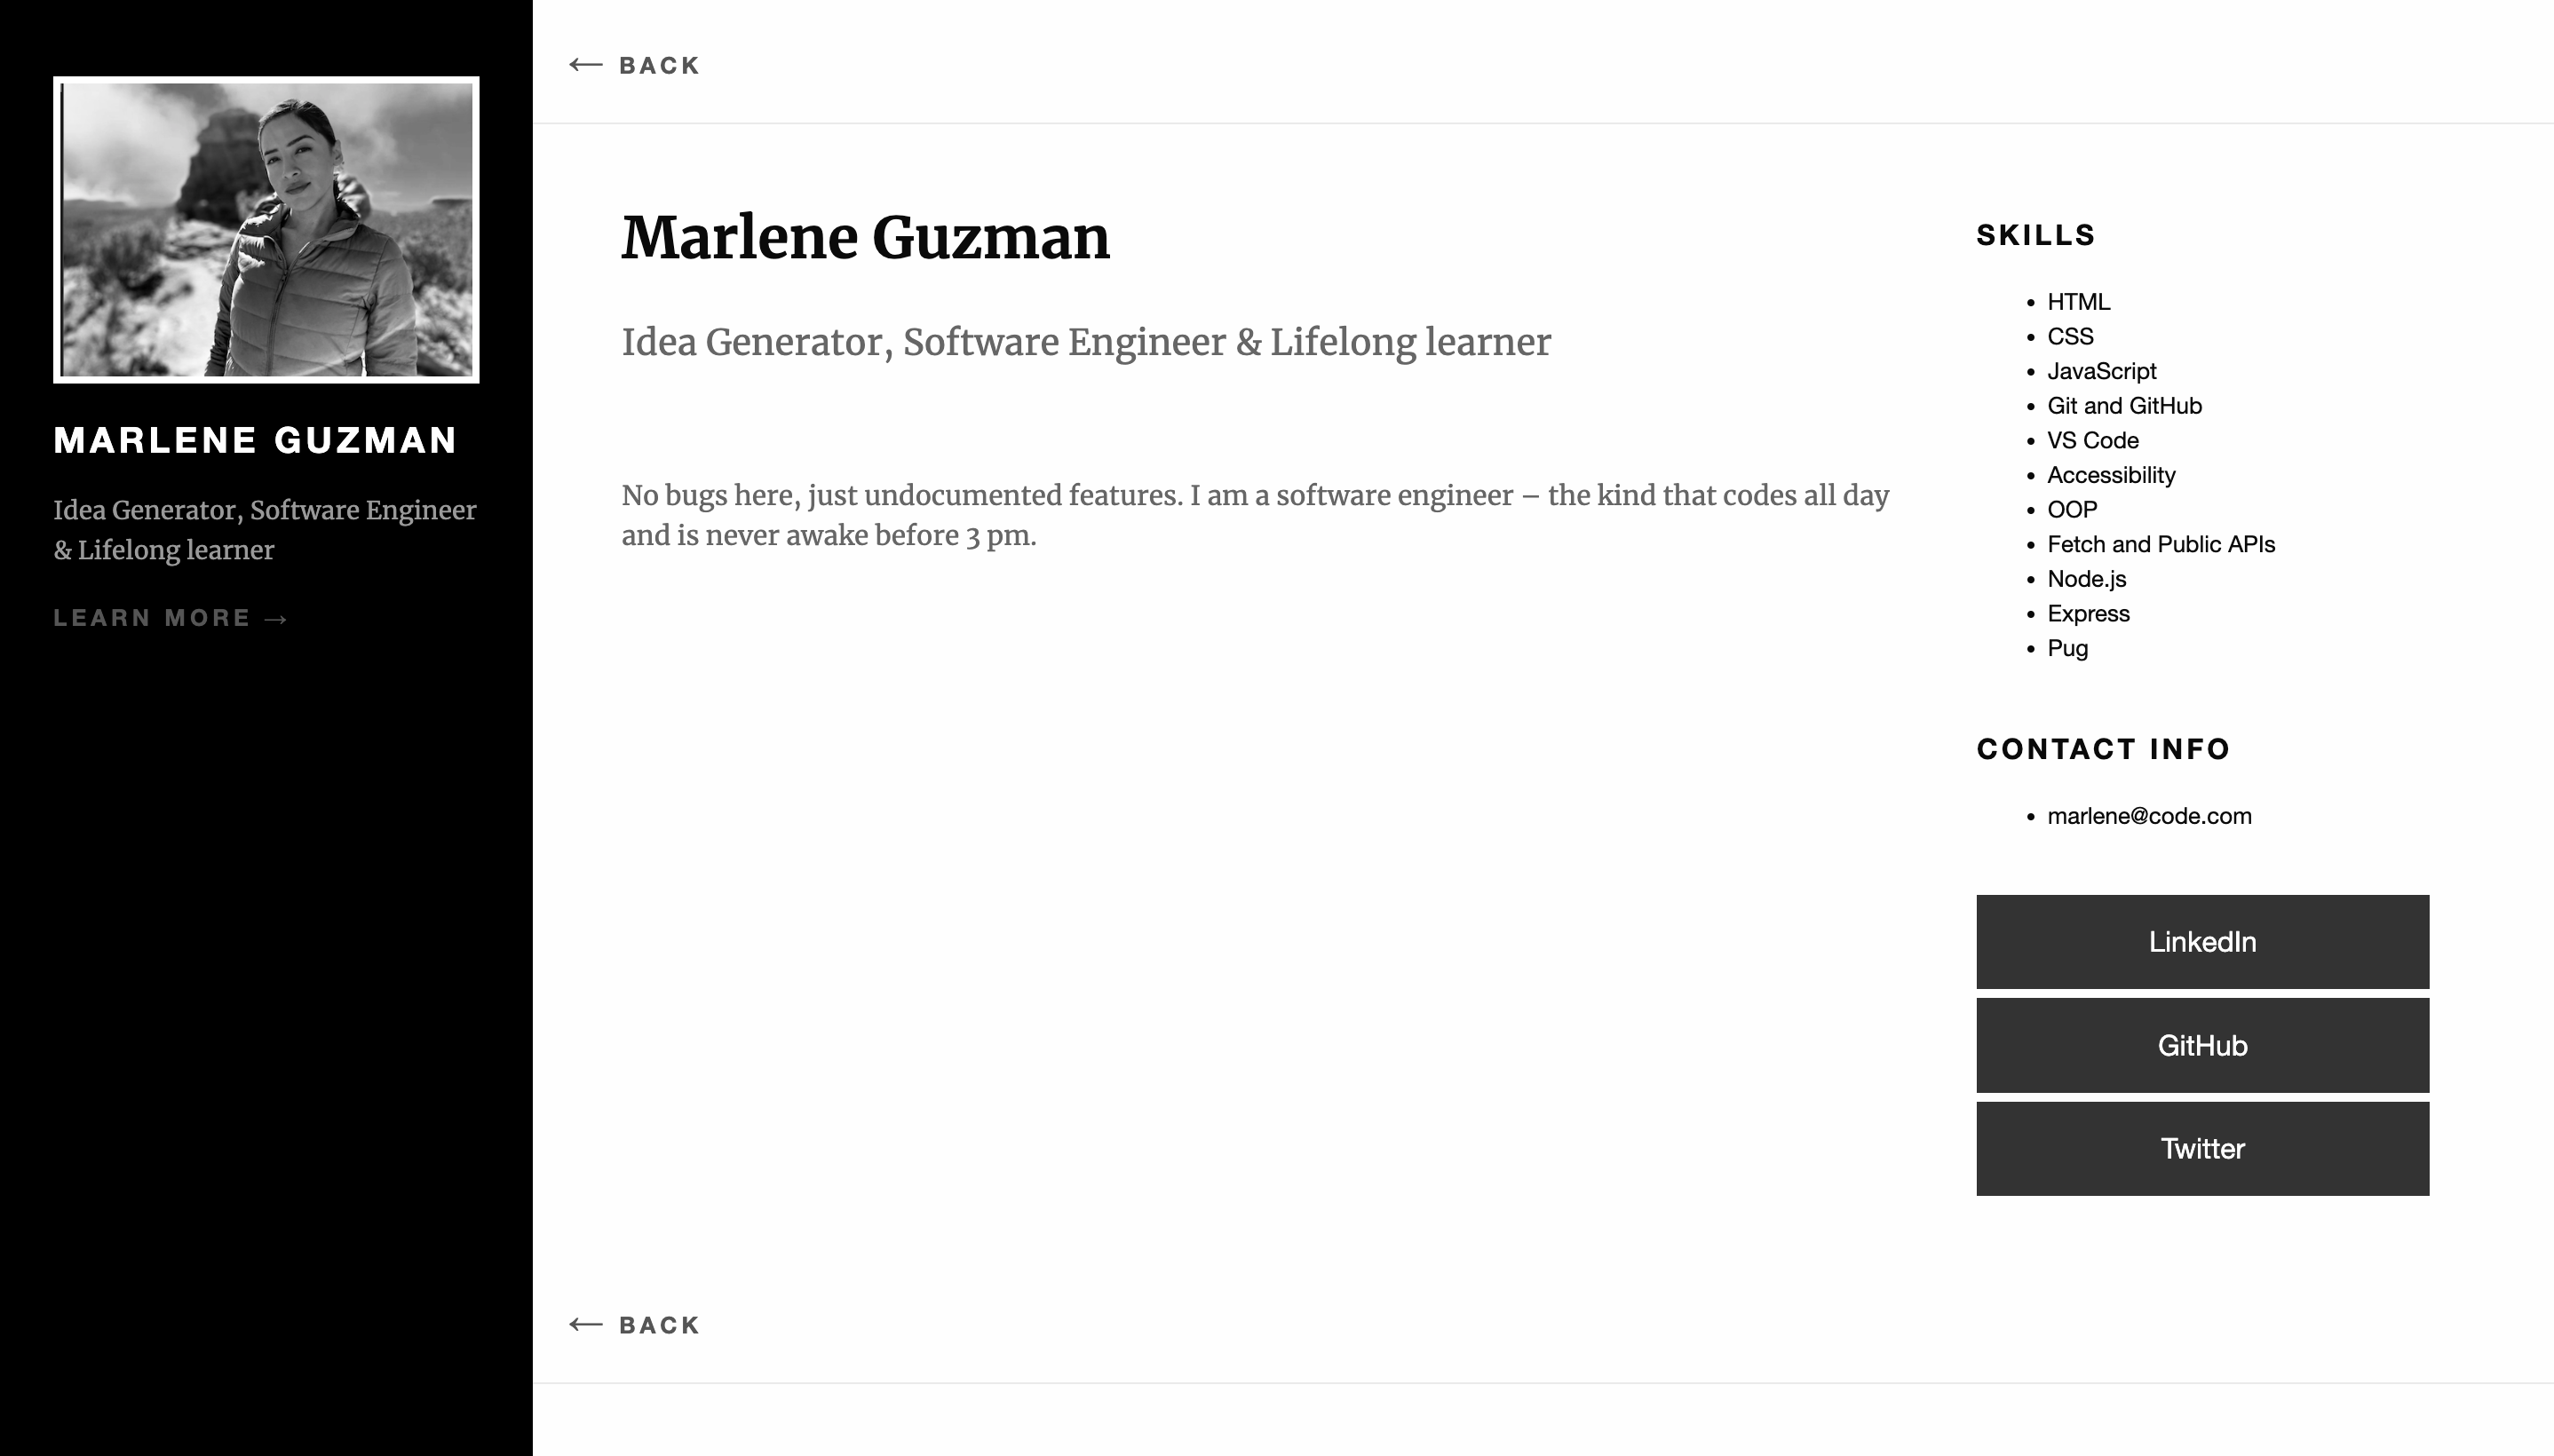 MARLENE GUZMAN
Idea Generator, Software Engineer
& Lifelong learner
LEARN MORE →
← BACK
Marlene Guzman
Idea Generator, Software Engineer & Lifelong learner
No bugs here, just undocumented features. I am a software engineer – the kind that codes all day
and is never awake before 3 pm.
SKILLS
• HTML
• CSS
• JavaScript
• Git and GitHub
• VS Code
• Accessibility
• OOP
• Fetch and Public APIs
• Node.js
• Express
• Pug
CONTACT INFO
• marlene@code.com
LinkedIn
GitHub
Twitter
← BACK